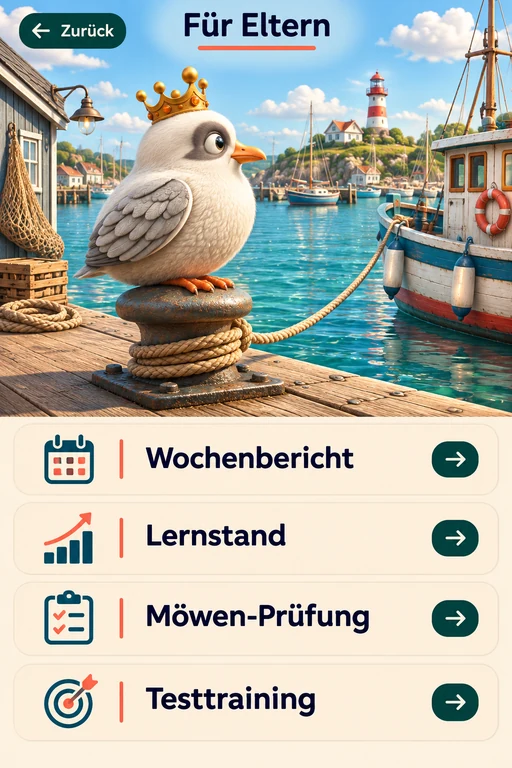 Zurück
Für Eltern
Wochenbericht
Lernstand
Möwen-Prüfung
Testtraining